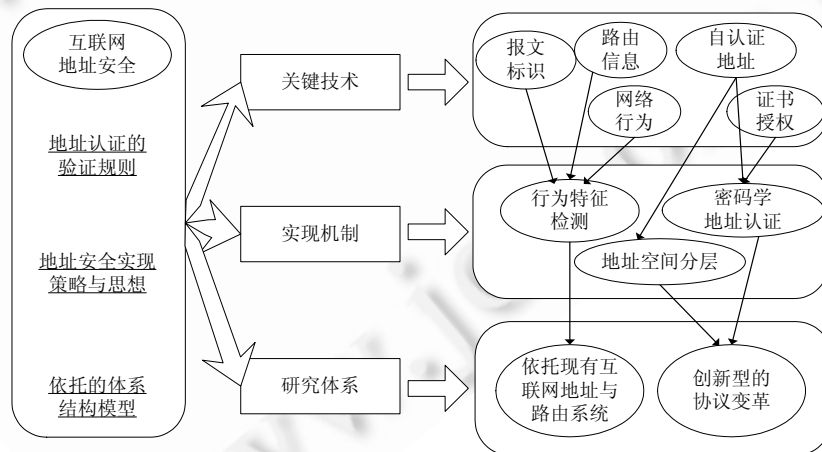 互联网
地址安全
地址认证的
验证规则
地址安全实现
策略与思想
依托的体系
结构模型
关键技术
实现机制
研究体系
报文
标识
路由
信息
自认证
地址
网络
行为
证书
授权
行为特征
检测
密码学
地址认证
地址空间分层
依托现有互
联网地址与
路由系统
创新型的
协议变革